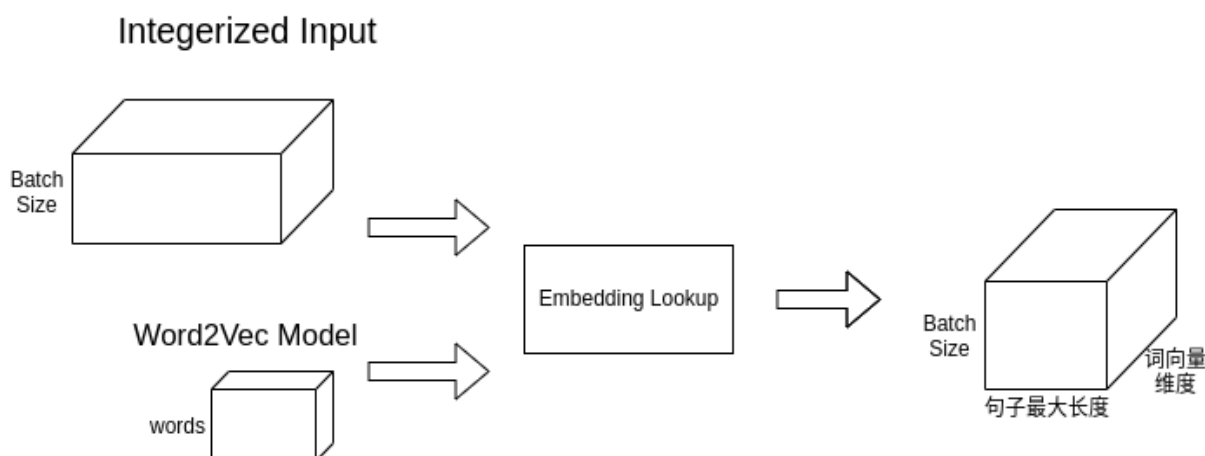 Integerized Input
Batch
Size
Embedding Lookup
Word2Vec Model
words
Batch
Size
词向量
维度
句子最大长度